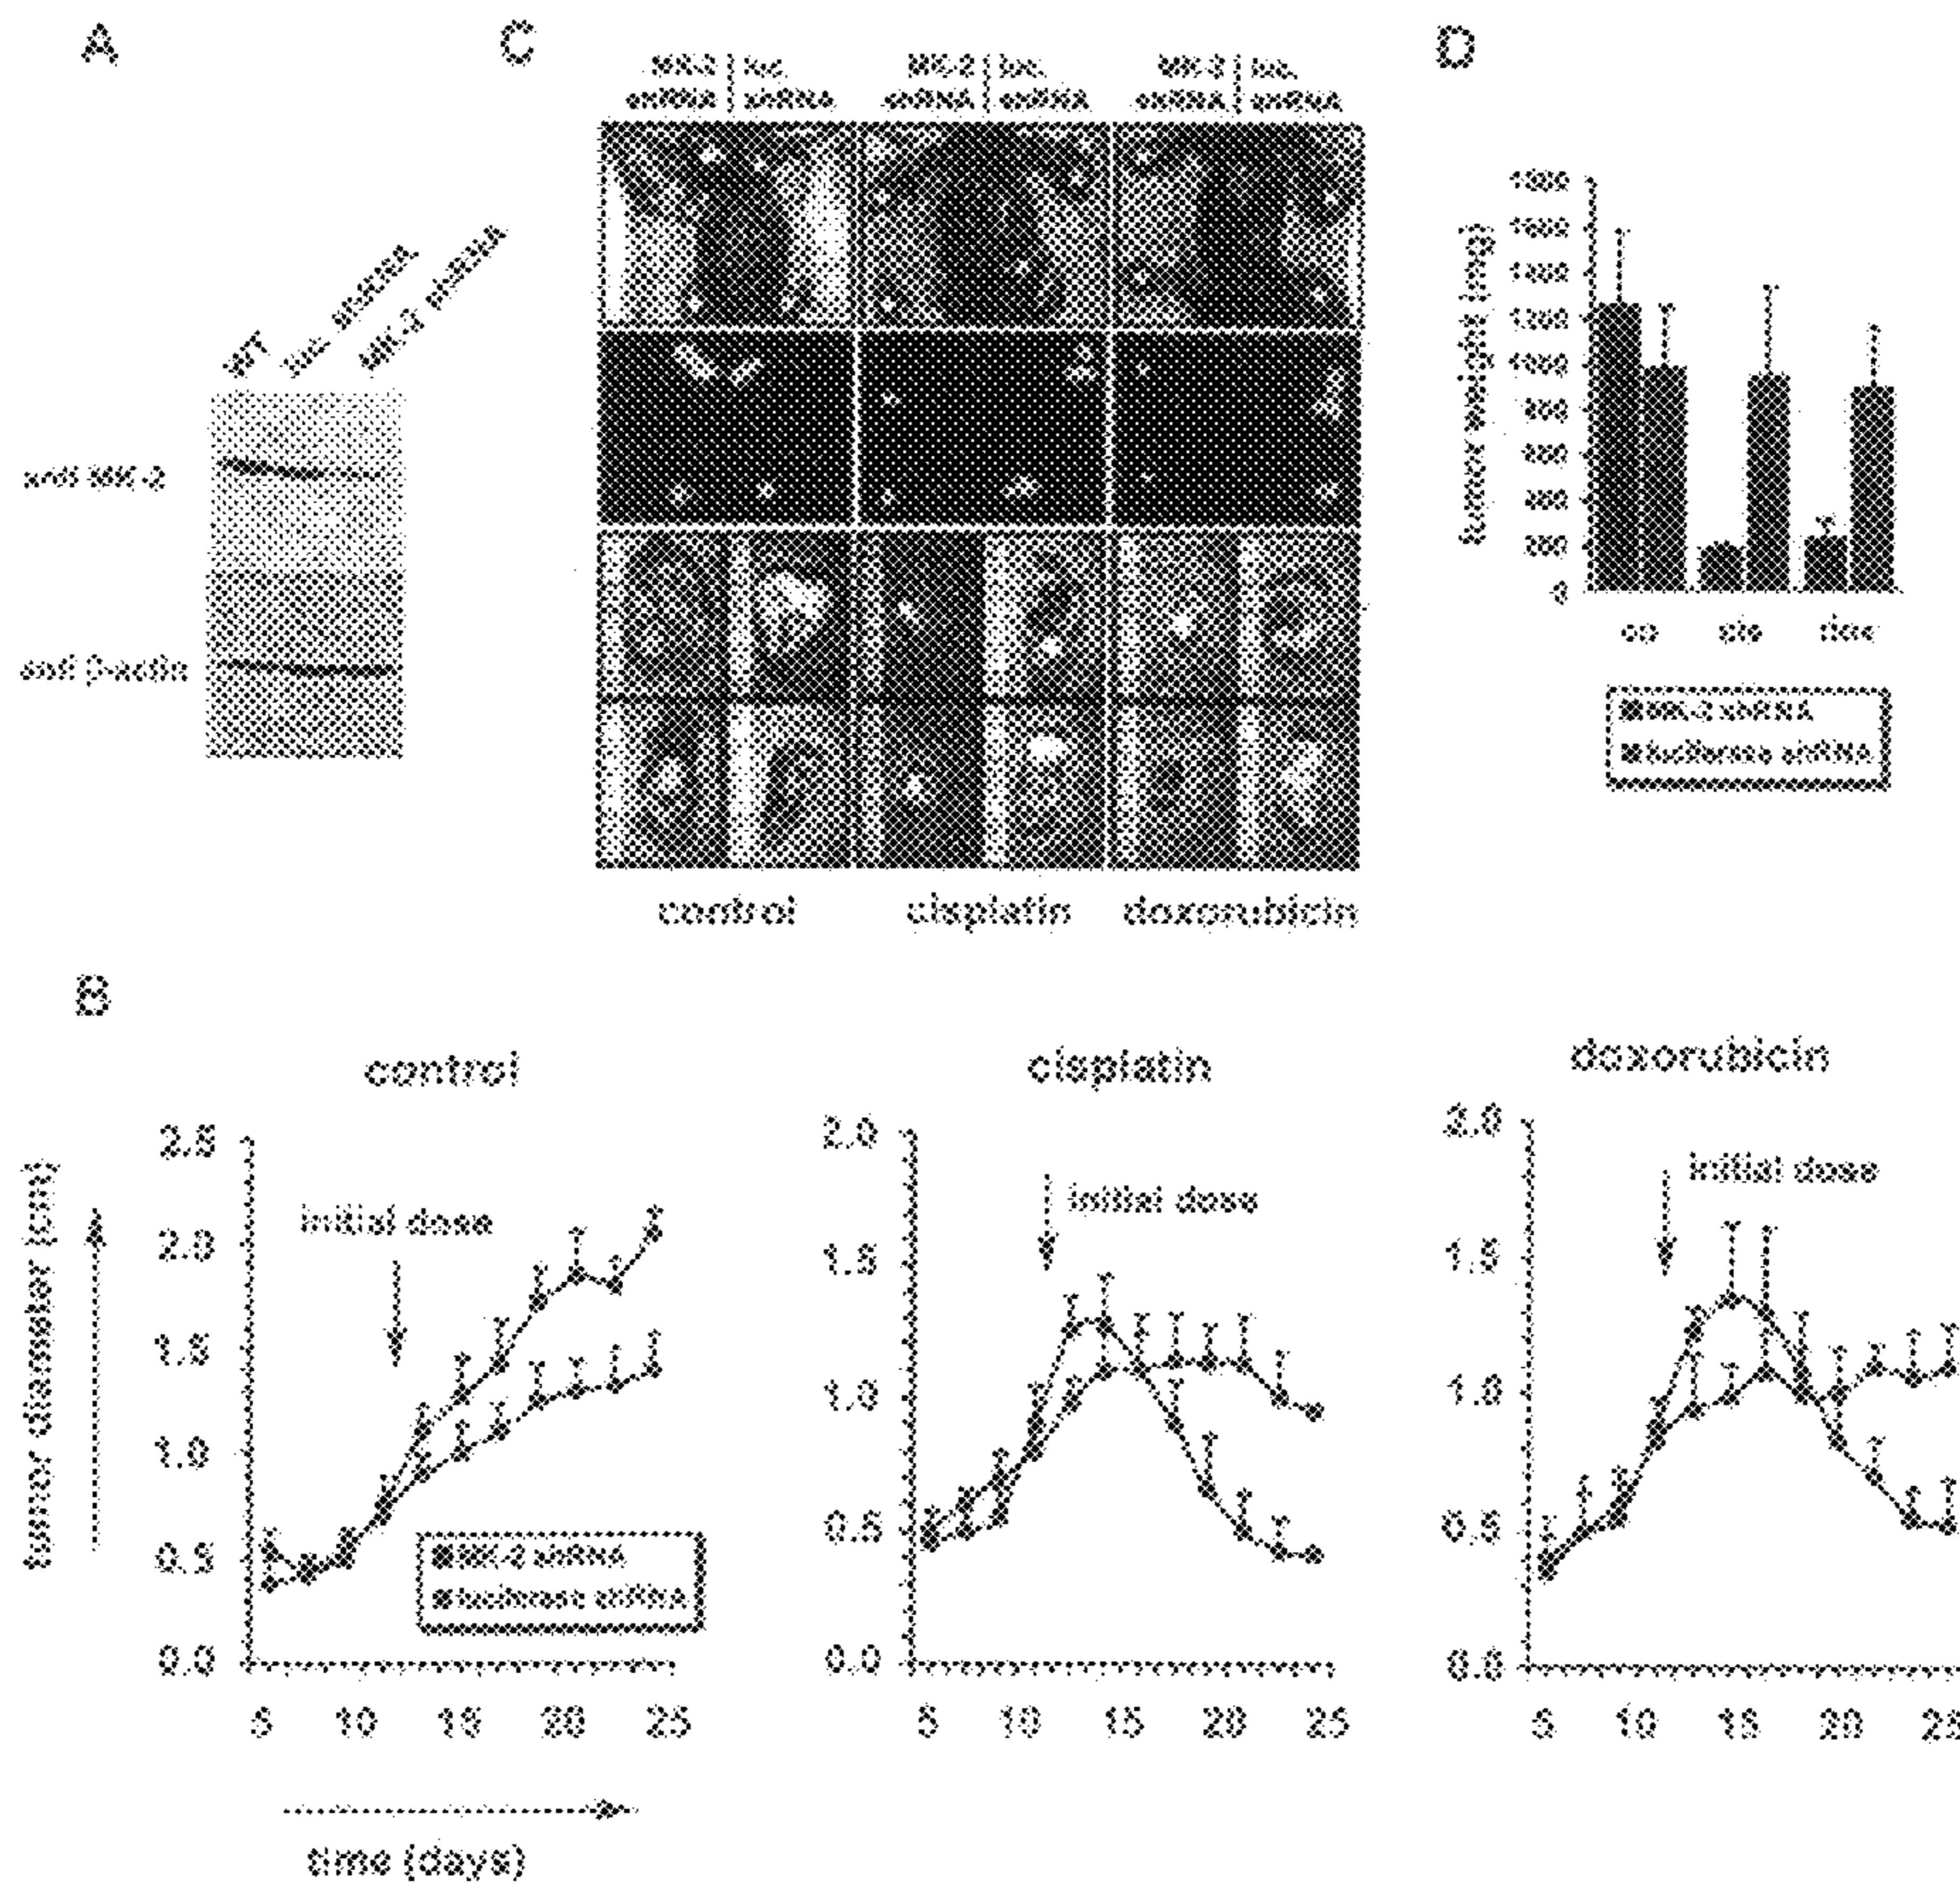 A
WT
luc shRNA
MK-2 shRNA
anti MK-2
anti β-actin
C
MK-2 luc
shRNA shRNA
MK-2 luc
shRNA shRNA
MK-2 luc
shRNA shRNA
control
cisplatin
doxorubicin
D
0
co
cis
dox
MK-2 shRNA
luciferase shRNA
B
tumor diameter (cm)
control
2.5
2.0
1.5
1.0
0.5
0.0
initial dose
MK-2 shRNA
luciferase shRNA
5 10 15 20 25
time (days)
cisplatin
2.0
1.5
1.0
0.5
0.0
initial dose
5 10 15 20 25
doxorubicin
2.0
1.5
1.0
0.5
0.0
initial dose
5 10 15 20